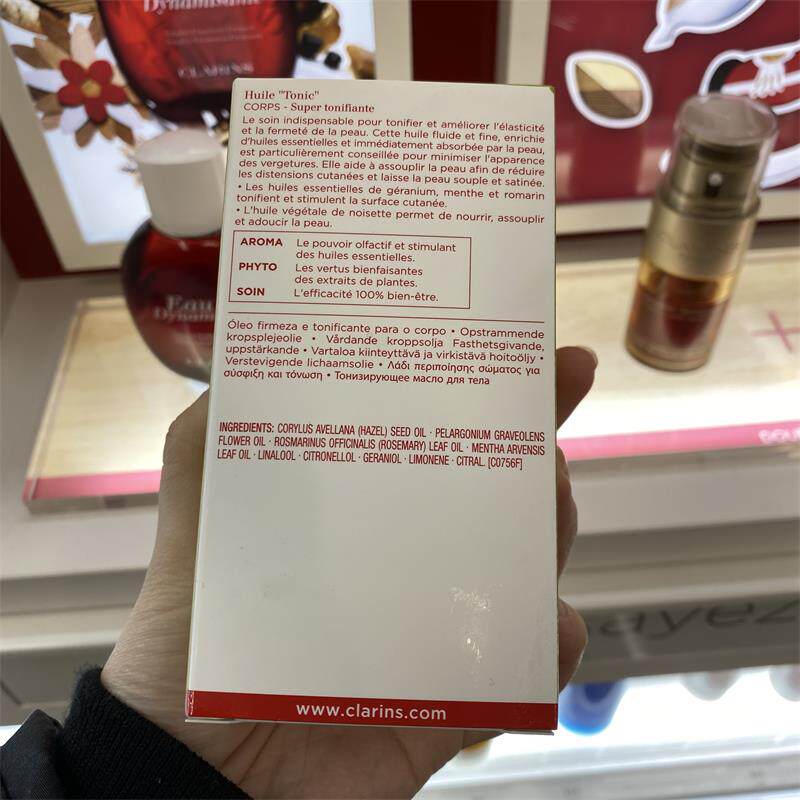 Dynamisante
CLARINS
Huile "Tonic"
CORPS - Super tonifiante
Le soin indispensable pour tonifier et améliorer l'élasticité
et la fermeté de la peau. Cette huile fluide et fine, enrichie
d'huiles essentielles et immédiatement absorbée par la peau,
est particulièrement conseillée pour minimiser l'apparence
des vergetures. Elle aide à assouplir la peau afin de réduire
les distensions cutanées et laisse la peau souple et satinée.
• Les huiles essentielles de géranium, menthe et romarin
tonifient et stimulent la surface cutanée.
• L'huile végétale de noisette permet de nourrir, assouplir
et adoucir la peau.
AROMA Le pouvoir olfactif et stimulant
des huiles essentielles.
PHYTO Les vertus bienfaisantes
des extraits de plantes.
SOIN L'efficacité 100% bien-être.
Óleo firmeza e tonificante para o corpo • Opstrammende
kropsplejeolie • Vårdande kroppsolja Fasthetsgivande,
uppstärkande • Vartaloa kiinteyttävä ja virkistävä hoitoöljy •
Verstevigende lichaamsolie • Λάδι περιποίησης σώματος για
σύσφιξη και τόνωση • Тонизирующее масло для тела
INGREDIENTS: CORYLUS AVELLANA (HAZEL) SEED OIL · PELARGONIUM GRAVEOLENS
FLOWER OIL · ROSMARINUS OFFICINALIS (ROSEMARY) LEAF OIL · MENTHA ARVENSIS
LEAF OIL · LINALOOL · CITRONELLOL · GERANIOL · LIMONENE · CITRAL. [C0756F]
www.clarins.com
Eau